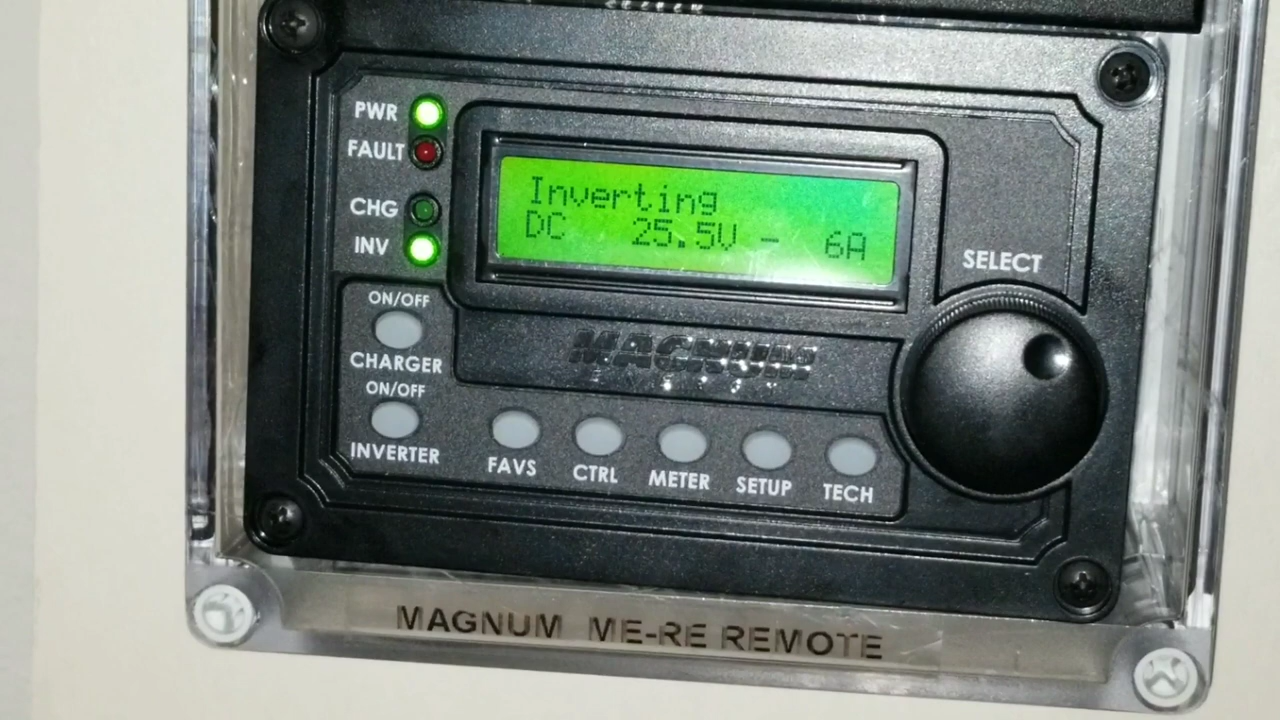 PWR
FAULT
CHG
INV
Inverting
DC 25.5V - 6A
SELECT
ON/OFF
CHARGER
ON/OFF
INVERTER
MAGNUM
FAVS
CTRL
METER
SETUP
TECH
MAGNUM ME-RE REMOTE